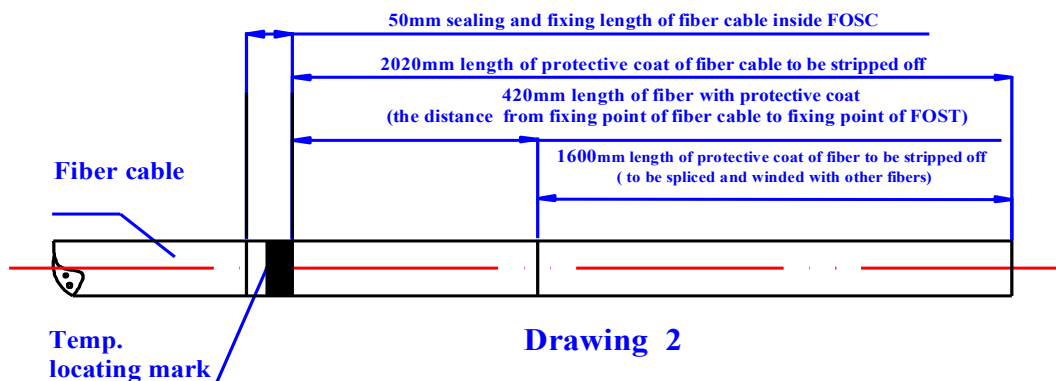 50mm sealing and fixing length of fiber cable inside FOSC
2020mm length of protective coat of fiber cable to be stripped off
420mm length of fiber with protective coat
(the distance from fixing point of fiber cable to fixing point of FOST)
1600mm length of protective coat of fiber to be stripped off
( to be spliced and winded with other fibers)
Fiber cable
Temp.
locating mark
Drawing 2